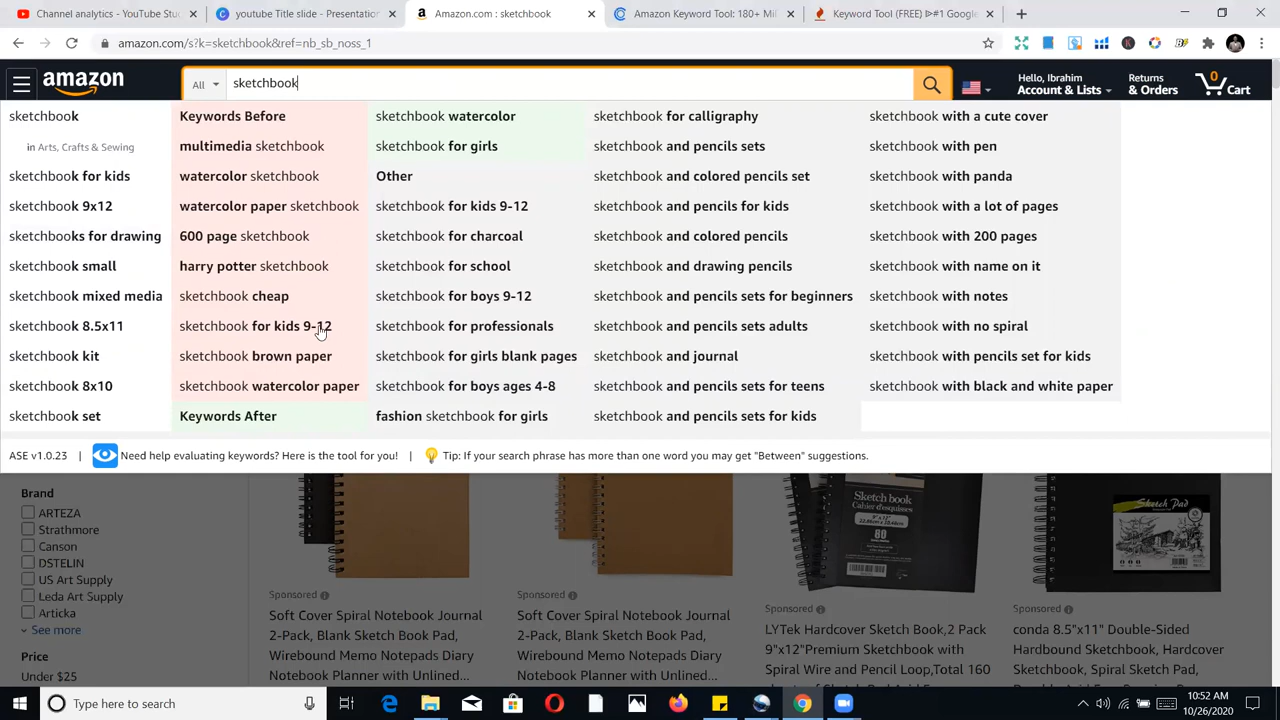 Channel analytics - YouTube Stu
youtube Title slide - Presentation
Amazon.com : sketchbook
Amazon Keyword Tool: 180+ Mil
Keyword Tool (FREE) ᐈ#1 Google
amazon.com/s?k=sketchbook&ref=nb_sb_noss_1
amazon
All
sketchbook
Hello, Ibrahim
Account & Lists
Returns
& Orders
0
Cart
sketchbook
in Arts, Crafts & Sewing
sketchbook for kids
sketchbook 9x12
sketchbooks for drawing
sketchbook small
sketchbook mixed media
sketchbook 8.5x11
sketchbook kit
sketchbook 8x10
sketchbook set
Keywords Before
multimedia sketchbook
watercolor sketchbook
watercolor paper sketchbook
600 page sketchbook
harry potter sketchbook
sketchbook cheap
sketchbook for kids 9-12
sketchbook brown paper
sketchbook watercolor paper
Keywords After
sketchbook watercolor
sketchbook for girls
Other
sketchbook for kids 9-12
sketchbook for charcoal
sketchbook for school
sketchbook for boys 9-12
sketchbook for professionals
sketchbook for girls blank pages
sketchbook for boys ages 4-8
fashion sketchbook for girls
sketchbook for calligraphy
sketchbook and pencils sets
sketchbook and colored pencils set
sketchbook and pencils for kids
sketchbook and colored pencils
sketchbook and drawing pencils
sketchbook and pencils sets for beginners
sketchbook and pencils sets adults
sketchbook and journal
sketchbook and pencils sets for teens
sketchbook and pencils sets for kids
sketchbook with a cute cover
sketchbook with pen
sketchbook with panda
sketchbook with a lot of pages
sketchbook with 200 pages
sketchbook with name on it
sketchbook with notes
sketchbook with no spiral
sketchbook with pencils set for kids
sketchbook with black and white paper
ASE v1.0.23 | Need help evaluating keywords? Here is the tool for you! | Tip: If your search phrase has more than one word you may get "Between" suggestions.
Brand
ARTEZA
Strathmore
Canson
DSTELIN
US Art Supply
Leda Art Supply
Articka
See more
Price
Under $25
Sponsored
Soft Cover Spiral Notebook Journal
2-Pack, Blank Sketch Book Pad,
Wirebound Memo Notepads Diary
Notebook Planner with Unlined
Sponsored
Soft Cover Spiral Notebook Journal
2-Pack, Blank Sketch Book Pad,
Wirebound Memo Notepads Diary
Notebook Planner with Unlined
Sketch book
Cahier d'esquisses
80
Sponsored
LYTek Hardcover Sketch Book,2 Pack
9"x12"Premium Sketchbook with
Spiral Wire and Pencil Loop,Total 160
Sketch Pad
Sponsored
conda 8.5"x11" Double-Sided
Hardbound Sketchbook, Hardcover
Sketchbook, Spiral Sketch Pad,
Type here to search
10:52 AM
10/26/2020